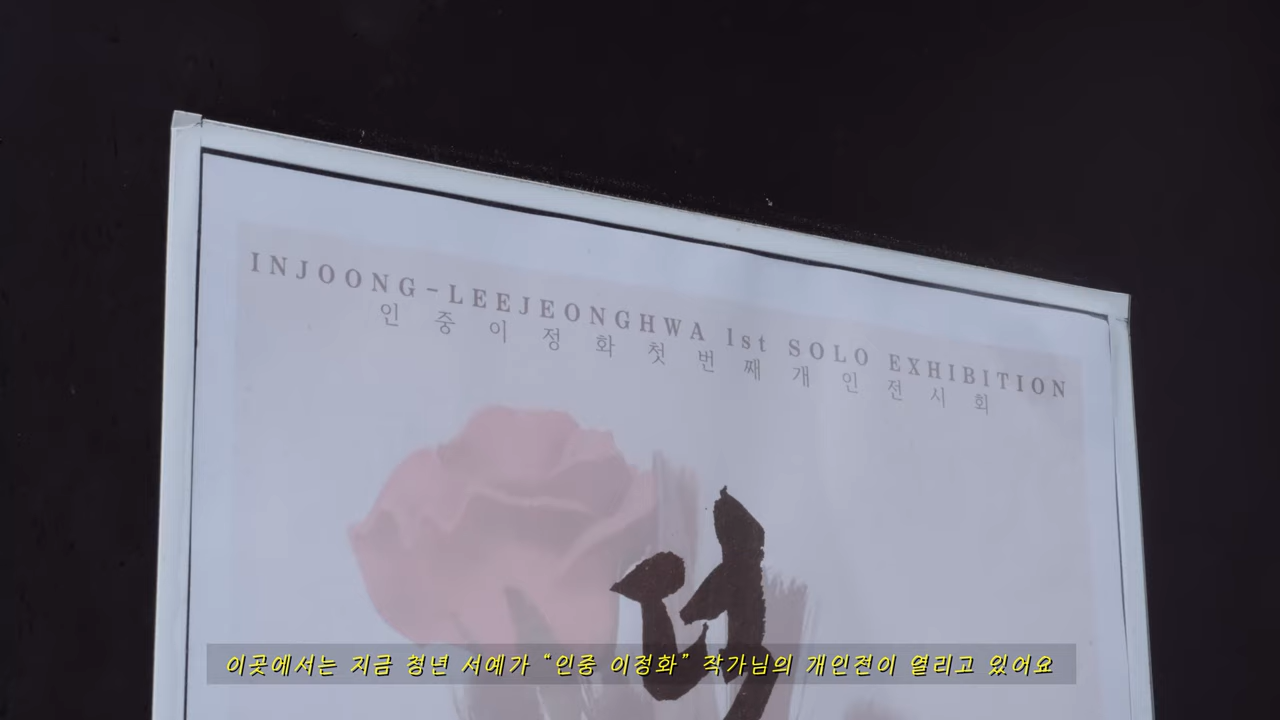 INJOONG-LEEJEONGHWA 1st SOLO EXHIBITION
인중이정화첫번째개인전시회
이곳에서는 지금 청년 서예가 “인중 이정화” 작가님의 개인전이 열리고 있어요